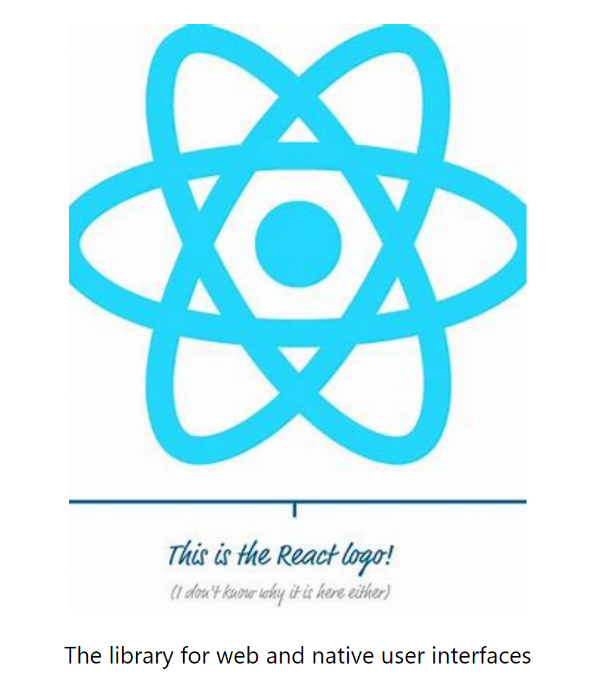 This is the React logo!
(I don't know why it is here either)
The library for web and native user interfaces